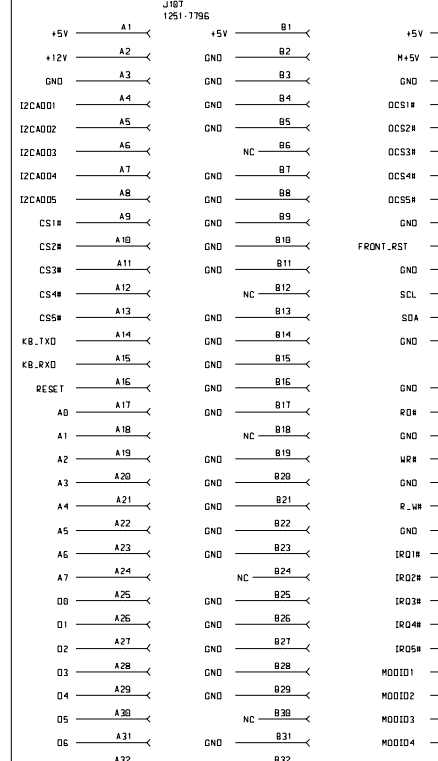 J107
1251-7796
+5V A1 +5V B1 +5V
+12V A2 GND B2 M+5V
GND A3 GND B3 GND
I2CADD1 A4 GND B4 OCS1#
I2CADD2 A5 GND B5 OCS2#
I2CADD3 A6 NC B6 OCS3#
I2CADD4 A7 GND B7 OCS4#
I2CADD5 A8 GND B8 OCS5#
CS1# A9 GND B9 GND
CS2# A10 GND B10 FRONT_RST
CS3# A11 GND B11 GND
CS4# A12 NC B12 SCL
CS5# A13 GND B13 SDA
KB_TXD A14 GND B14 GND
KB_RXD A15 GND B15
RESET A16 GND B16 GND
A0 A17 GND B17 RD#
A1 A18 NC B18 GND
A2 A19 GND B19 WR#
A3 A20 GND B20 GND
A4 A21 GND B21 R_W#
A5 A22 GND B22 GND
A6 A23 GND B23 IRQ1#
A7 A24 NC B24 IRQ2#
D0 A25 GND B25 IRQ3#
D1 A26 GND B26 IRQ4#
D2 A27 GND B27 IRQ5#
D3 A28 GND B28 MODID1
D4 A29 GND B29 MODID2
D5 A30 NC B30 MODID3
D6 A31 GND B31 MODID4
A32 B32